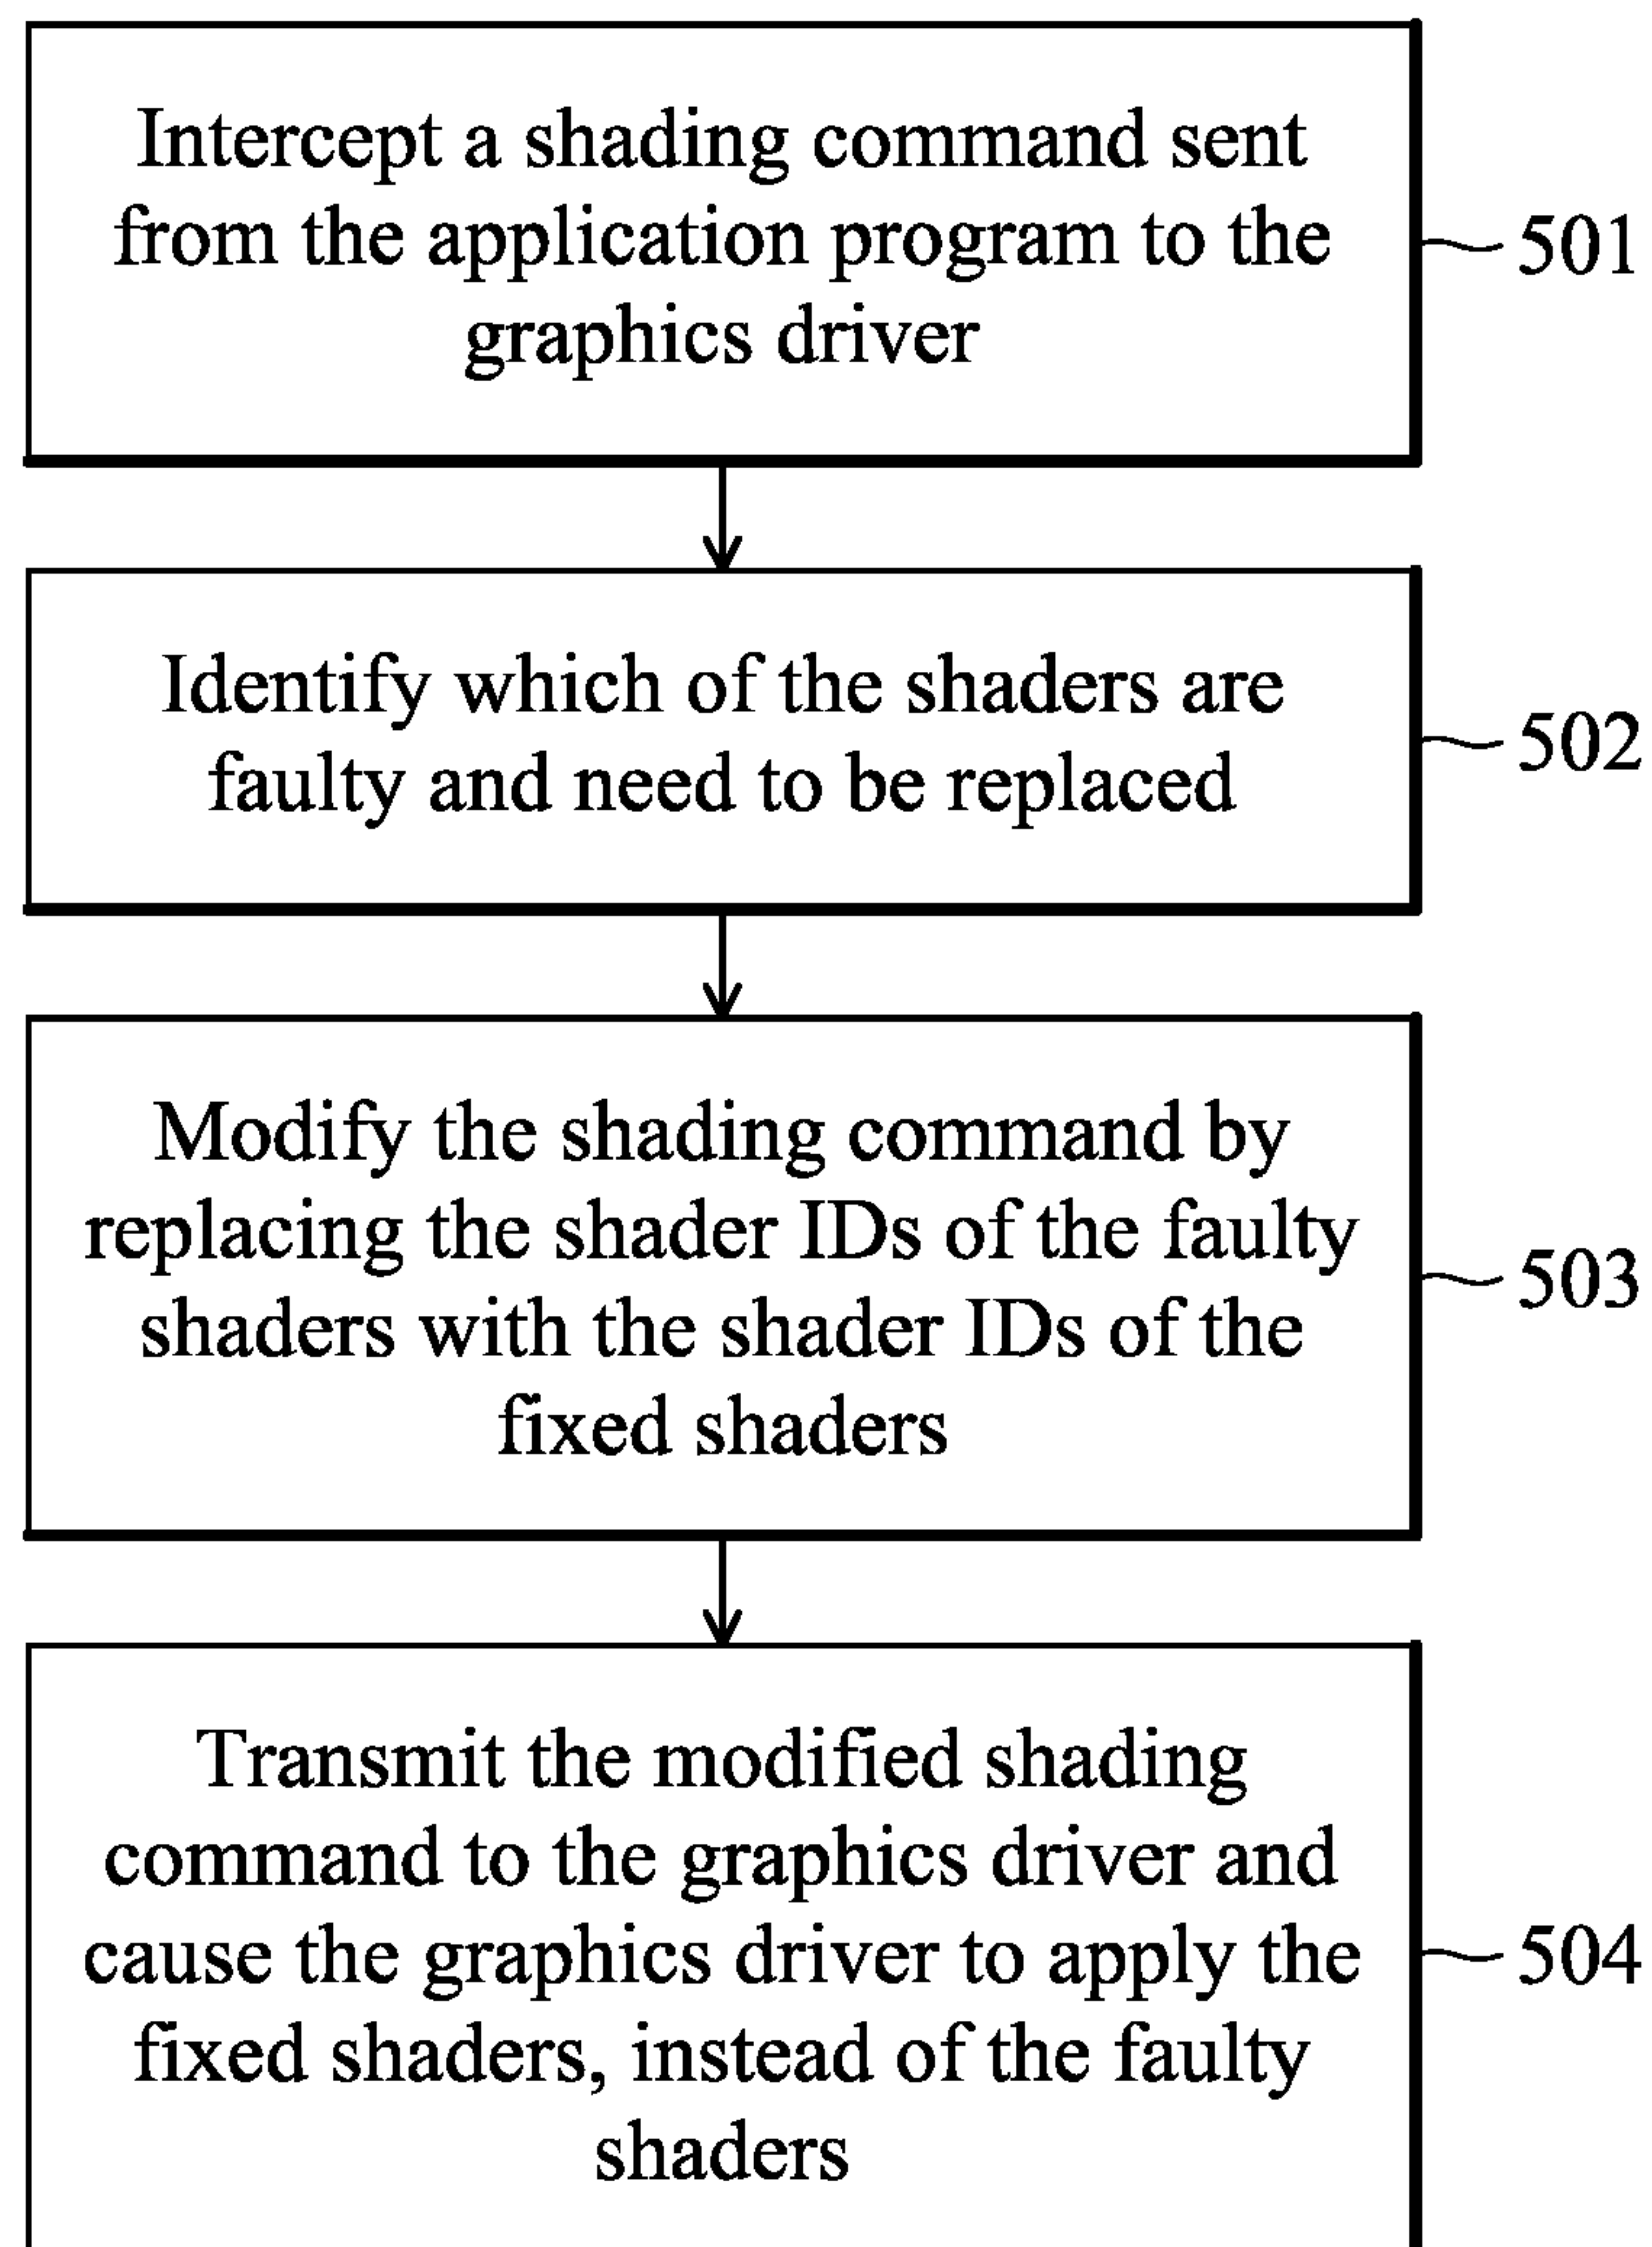 Intercept a shading command sent
from the application program to the
graphics driver
501
Identify which of the shaders are
faulty and need to be replaced
502
Modify the shading command by
replacing the shader IDs of the faulty
shaders with the shader IDs of the
fixed shaders
503
Transmit the modified shading
command to the graphics driver and
cause the graphics driver to apply the
fixed shaders, instead of the faulty
shaders
504